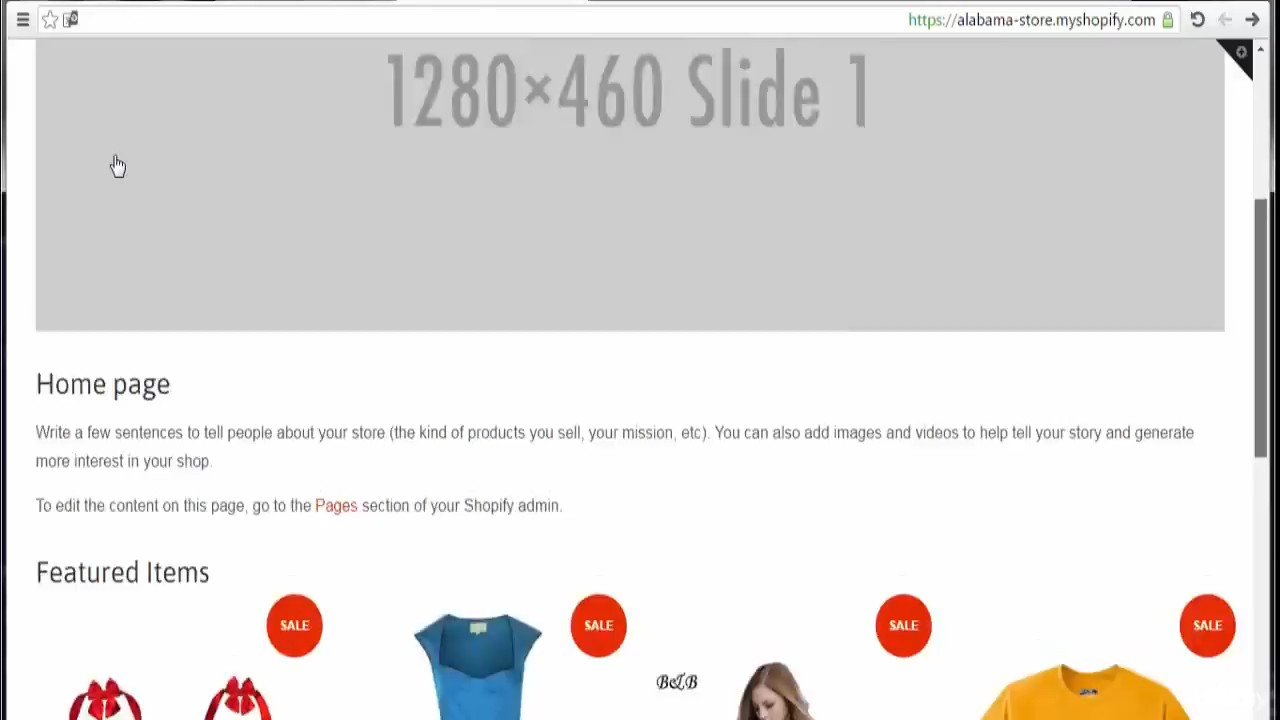 https://alabama-store.myshopify.com
1280×460 Slide 1
Home page
Write a few sentences to tell people about your store (the kind of products you sell, your mission, etc). You can also add images and videos to help tell your story and generate
more interest in your shop.
To edit the content on this page, go to the Pages section of your Shopify admin.
Featured Items
SALE
SALE
SALE
SALE
B&B